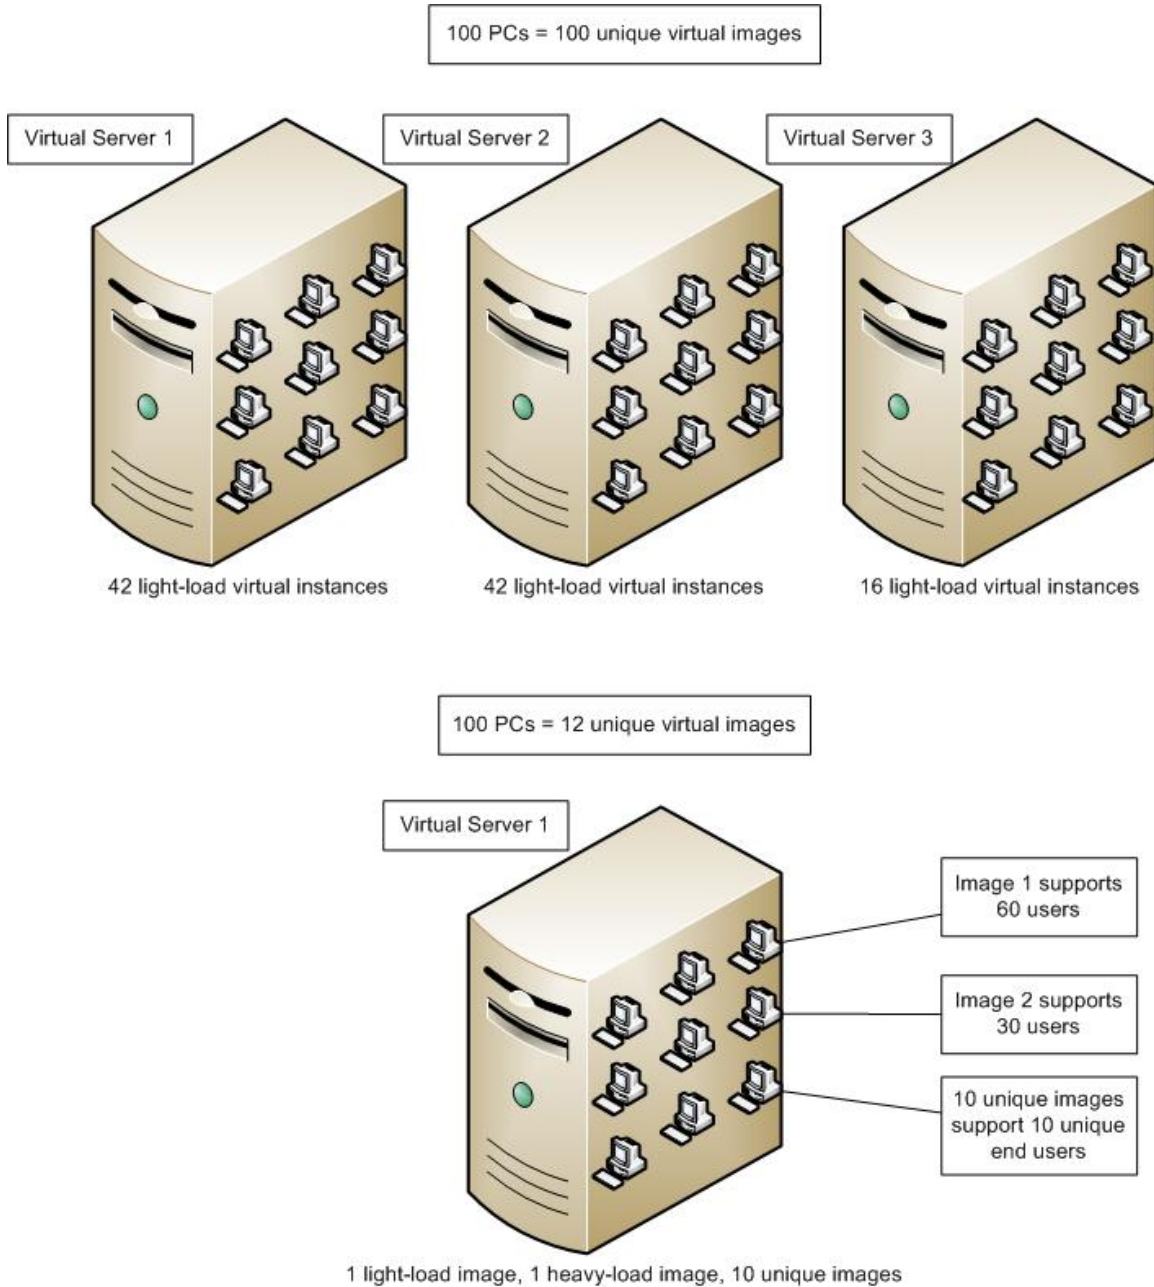 100 PCs = 100 unique virtual images
Virtual Server 1
Virtual Server 2
Virtual Server 3
42 light-load virtual instances
42 light-load virtual instances
16 light-load virtual instances
100 PCs = 12 unique virtual images
Virtual Server 1
Image 1 supports
60 users
Image 2 supports
30 users
10 unique images
support 10 unique
end users
1 light-load image, 1 heavy-load image, 10 unique images